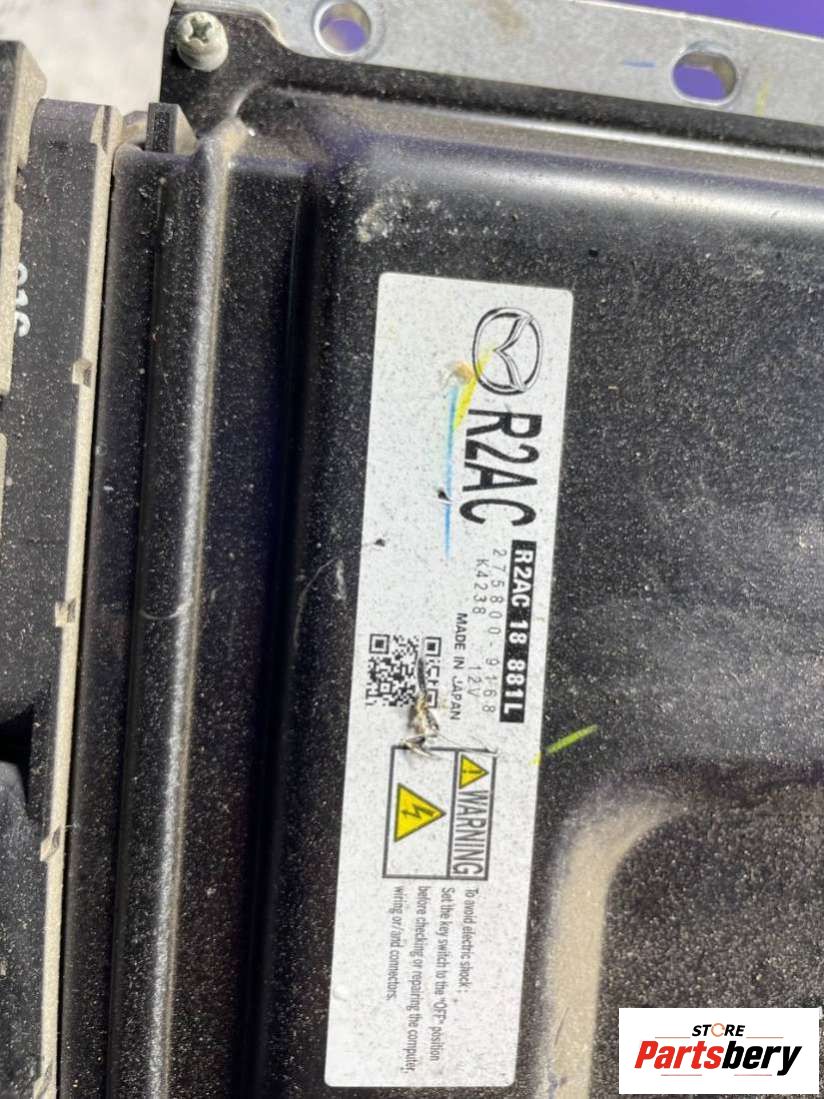 R2AC
R2AC 18 881L
275800-9168
K4238 12V
MADE IN JAPAN
WARNING
To avoid electric shock:
Set the key switch to the "OFF" position
before checking or repairing the computer,
wiring or/and connectors.
STORE
Partsbery